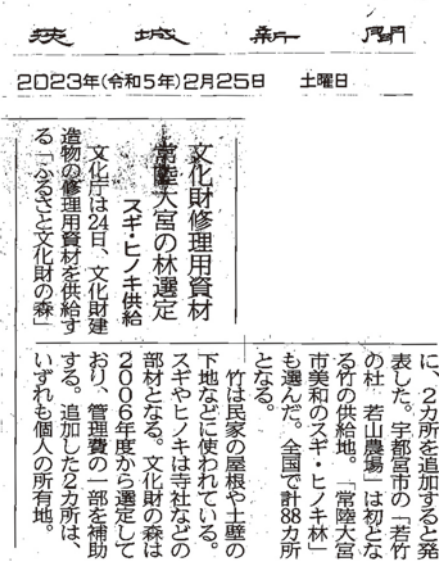 茨城新聞
2023年(令和5年)2月25日　土曜日
文化財修理用資材
常陸大宮の林選定
スギ・ヒノキ供給
文化庁は24日、文化財建
造物の修理用資材を供給す
る「ふるさと文化財の森」
に、2カ所を追加すると発
表した。宇都宮市の「若竹
の杜　若山農場」は初とな
る竹の供給地。「常陸大宮
市美和のスギ・ヒノキ林」
も選んだ。全国で計88カ所
となる。
竹は民家の屋根や土壁の
下地などに使われている。
スギやヒノキは寺社などの
部材となる。文化財の森は
2006年度から選定して
おり、管理費の一部を補助
する。追加した2カ所は、
いずれも個人の所有地。